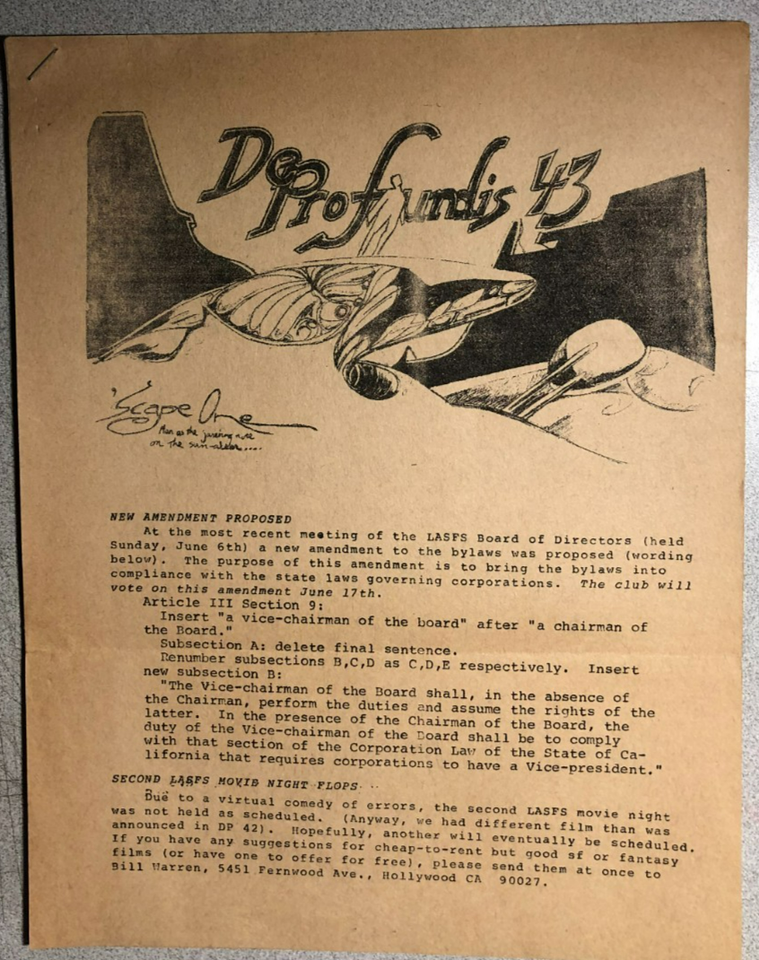 De
Profundis 43
'Scape One
Man as the jarring note
on the sun-
NEW AMENDMENT PROPOSED
At the most recent meeting of the LASFS Board of Directors (held
Sunday, June 6th) a new amendment to the bylaws was proposed (wording
below). The purpose of this amendment is to bring the bylaws into
compliance with the state laws governing corporations. The club will
vote on this amendment June 17th.
Article III Section 9:
Insert "a vice-chairman of the board" after "a chairman of
the Board."
Subsection A: delete final sentence.
Renumber subsections B,C,D as C,D,E respectively. Insert
new subsection B:
"The Vice-chairman of the Board shall, in the absence of
the Chairman, perform the duties and assume the rights of the
latter. In the presence of the Chairman of the Board, the
duty of the Vice-chairman of the Board shall be to comply
with that section of the Corporation Law of the State of Ca-
lifornia that requires corporations to have a Vice-president."
SECOND LASFS MOVIE NIGHT FLOPS
Due to a virtual comedy of errors, the second LASFS movie night
was not held as scheduled. (Anyway, we had different film than was
announced in DP 42). Hopefully, another will eventually be scheduled.
If you have any suggestions for cheap-to-rent but good sf or fantasy
films (or have one to offer for free), please send them at once to
Bill Warren, 5451 Fernwood Ave., Hollywood CA 90027.